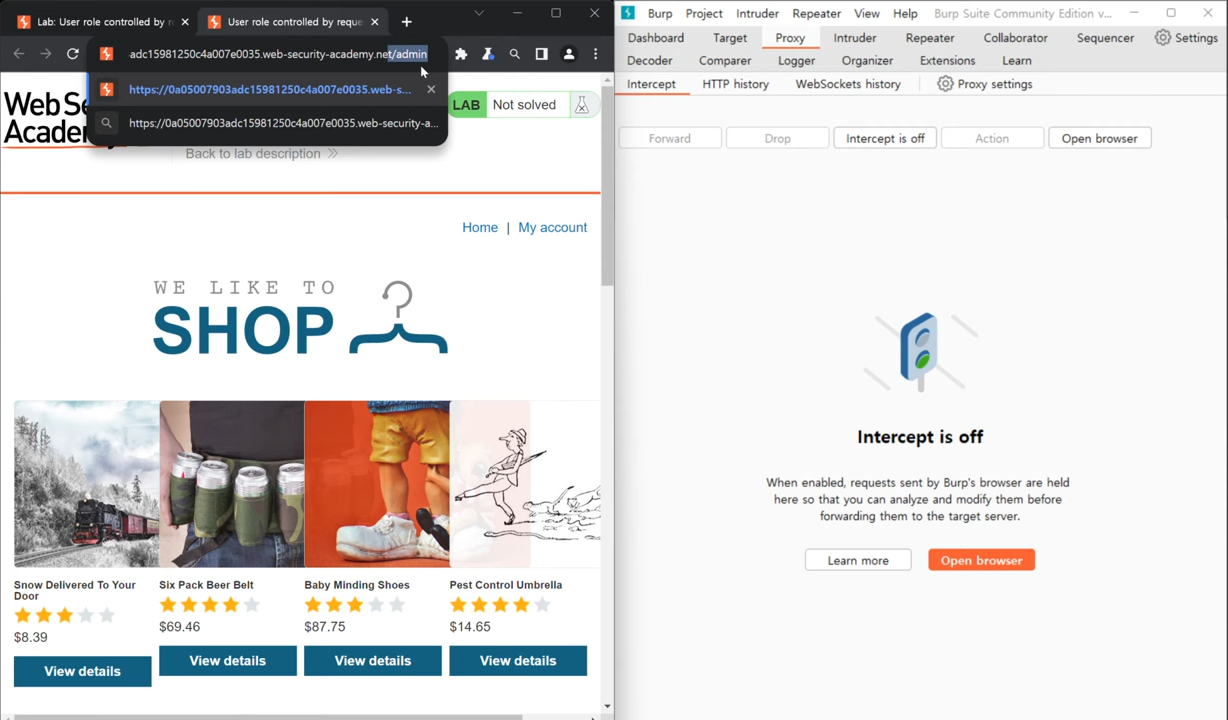 Lab: User role controlled by re
User role controlled by reque
adc15981250c4a007e0035.web-security-academy.net/admin
https://0a05007903adc15981250c4a007e0035.web-s...
https://0a05007903adc15981250c4a007e0035.web-security-a...
Web Se
Acade
LAB Not solved
Back to lab description
Home | My account
WE LIKE TO
SHOP
Snow Delivered To Your
Door
$8.39
View details
Six Pack Beer Belt
$69.46
View details
Baby Minding Shoes
$87.75
View details
Pest Control Umbrella
$14.65
View details
Burp Project Intruder Repeater View Help Burp Suite Community Edition v...
Dashboard Target Proxy Intruder Repeater Collaborator Sequencer Settings
Decoder Comparer Logger Organizer Extensions Learn
Intercept HTTP history WebSockets history Proxy settings
Forward Drop Intercept is off Action Open browser
Intercept is off
When enabled, requests sent by Burp's browser are held
here so that you can analyze and modify them before
forwarding them to the target server.
Learn more Open browser